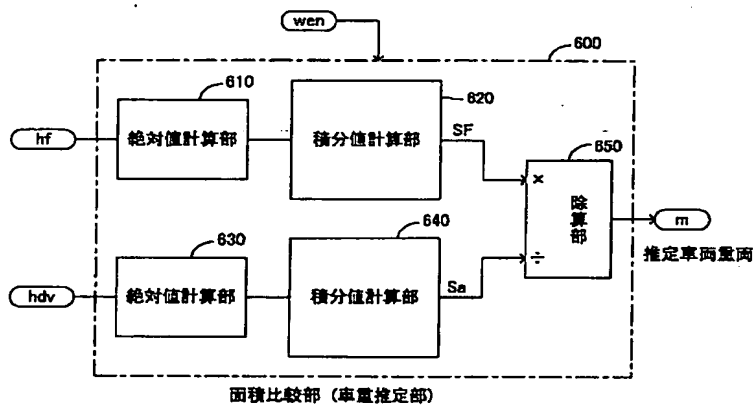 wen
600
610
620
hf
絶対値計算部
積分値計算部
SF
650
×
除算部
m
推定車両重両
÷
630
640
hdv
絶対値計算部
積分値計算部
Sa
面積比較部（車重推定部）